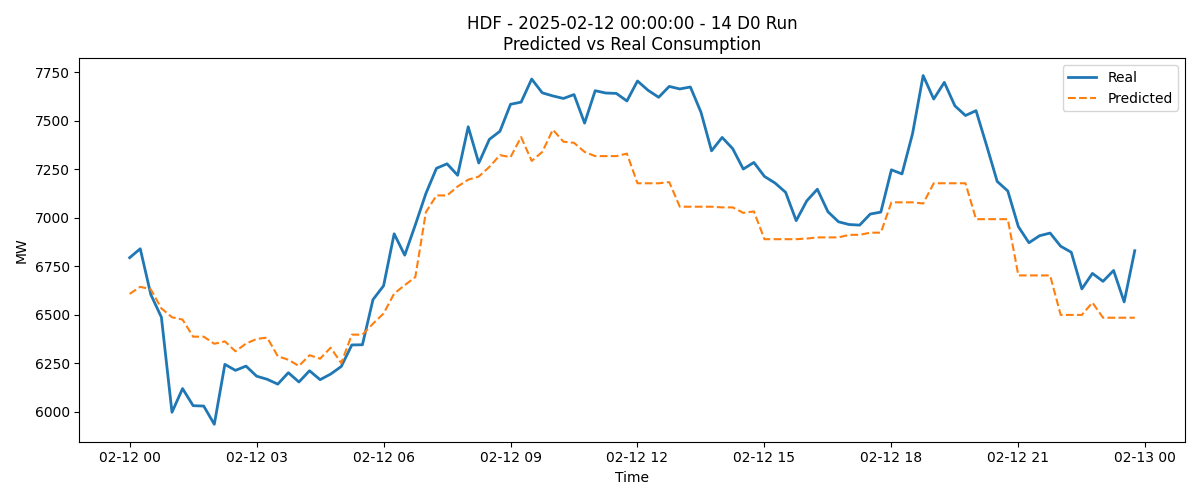 HDF - 2025-02-12 00:00:00 - 14 D0 Run
Predicted vs Real Consumption
Real
Predicted
MW
7750
7500
7250
7000
6750
6500
6250
6000
02-12 00
02-12 03
02-12 06
02-12 09
02-12 12
02-12 15
02-12 18
02-12 21
02-13 00
Time